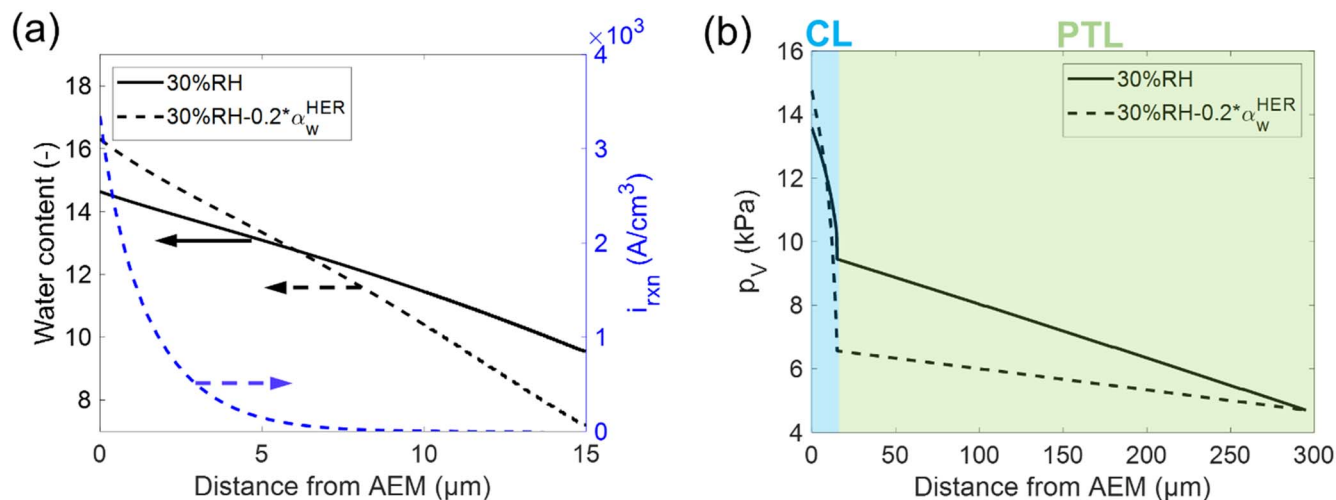 (a)
×10³
18
16
14
12
10
8
Water content (-)
30%RH
30%RH-0.2*α_w^HER
4
3
2
1
0
i_rxn (A/cm³)
0
5
10
15
Distance from AEM (μm)
(b)
CL
PTL
16
14
12
10
8
6
4
p_V (kPa)
30%RH
30%RH-0.2*α_w^HER
0
50
100
150
200
250
300
Distance from AEM (μm)